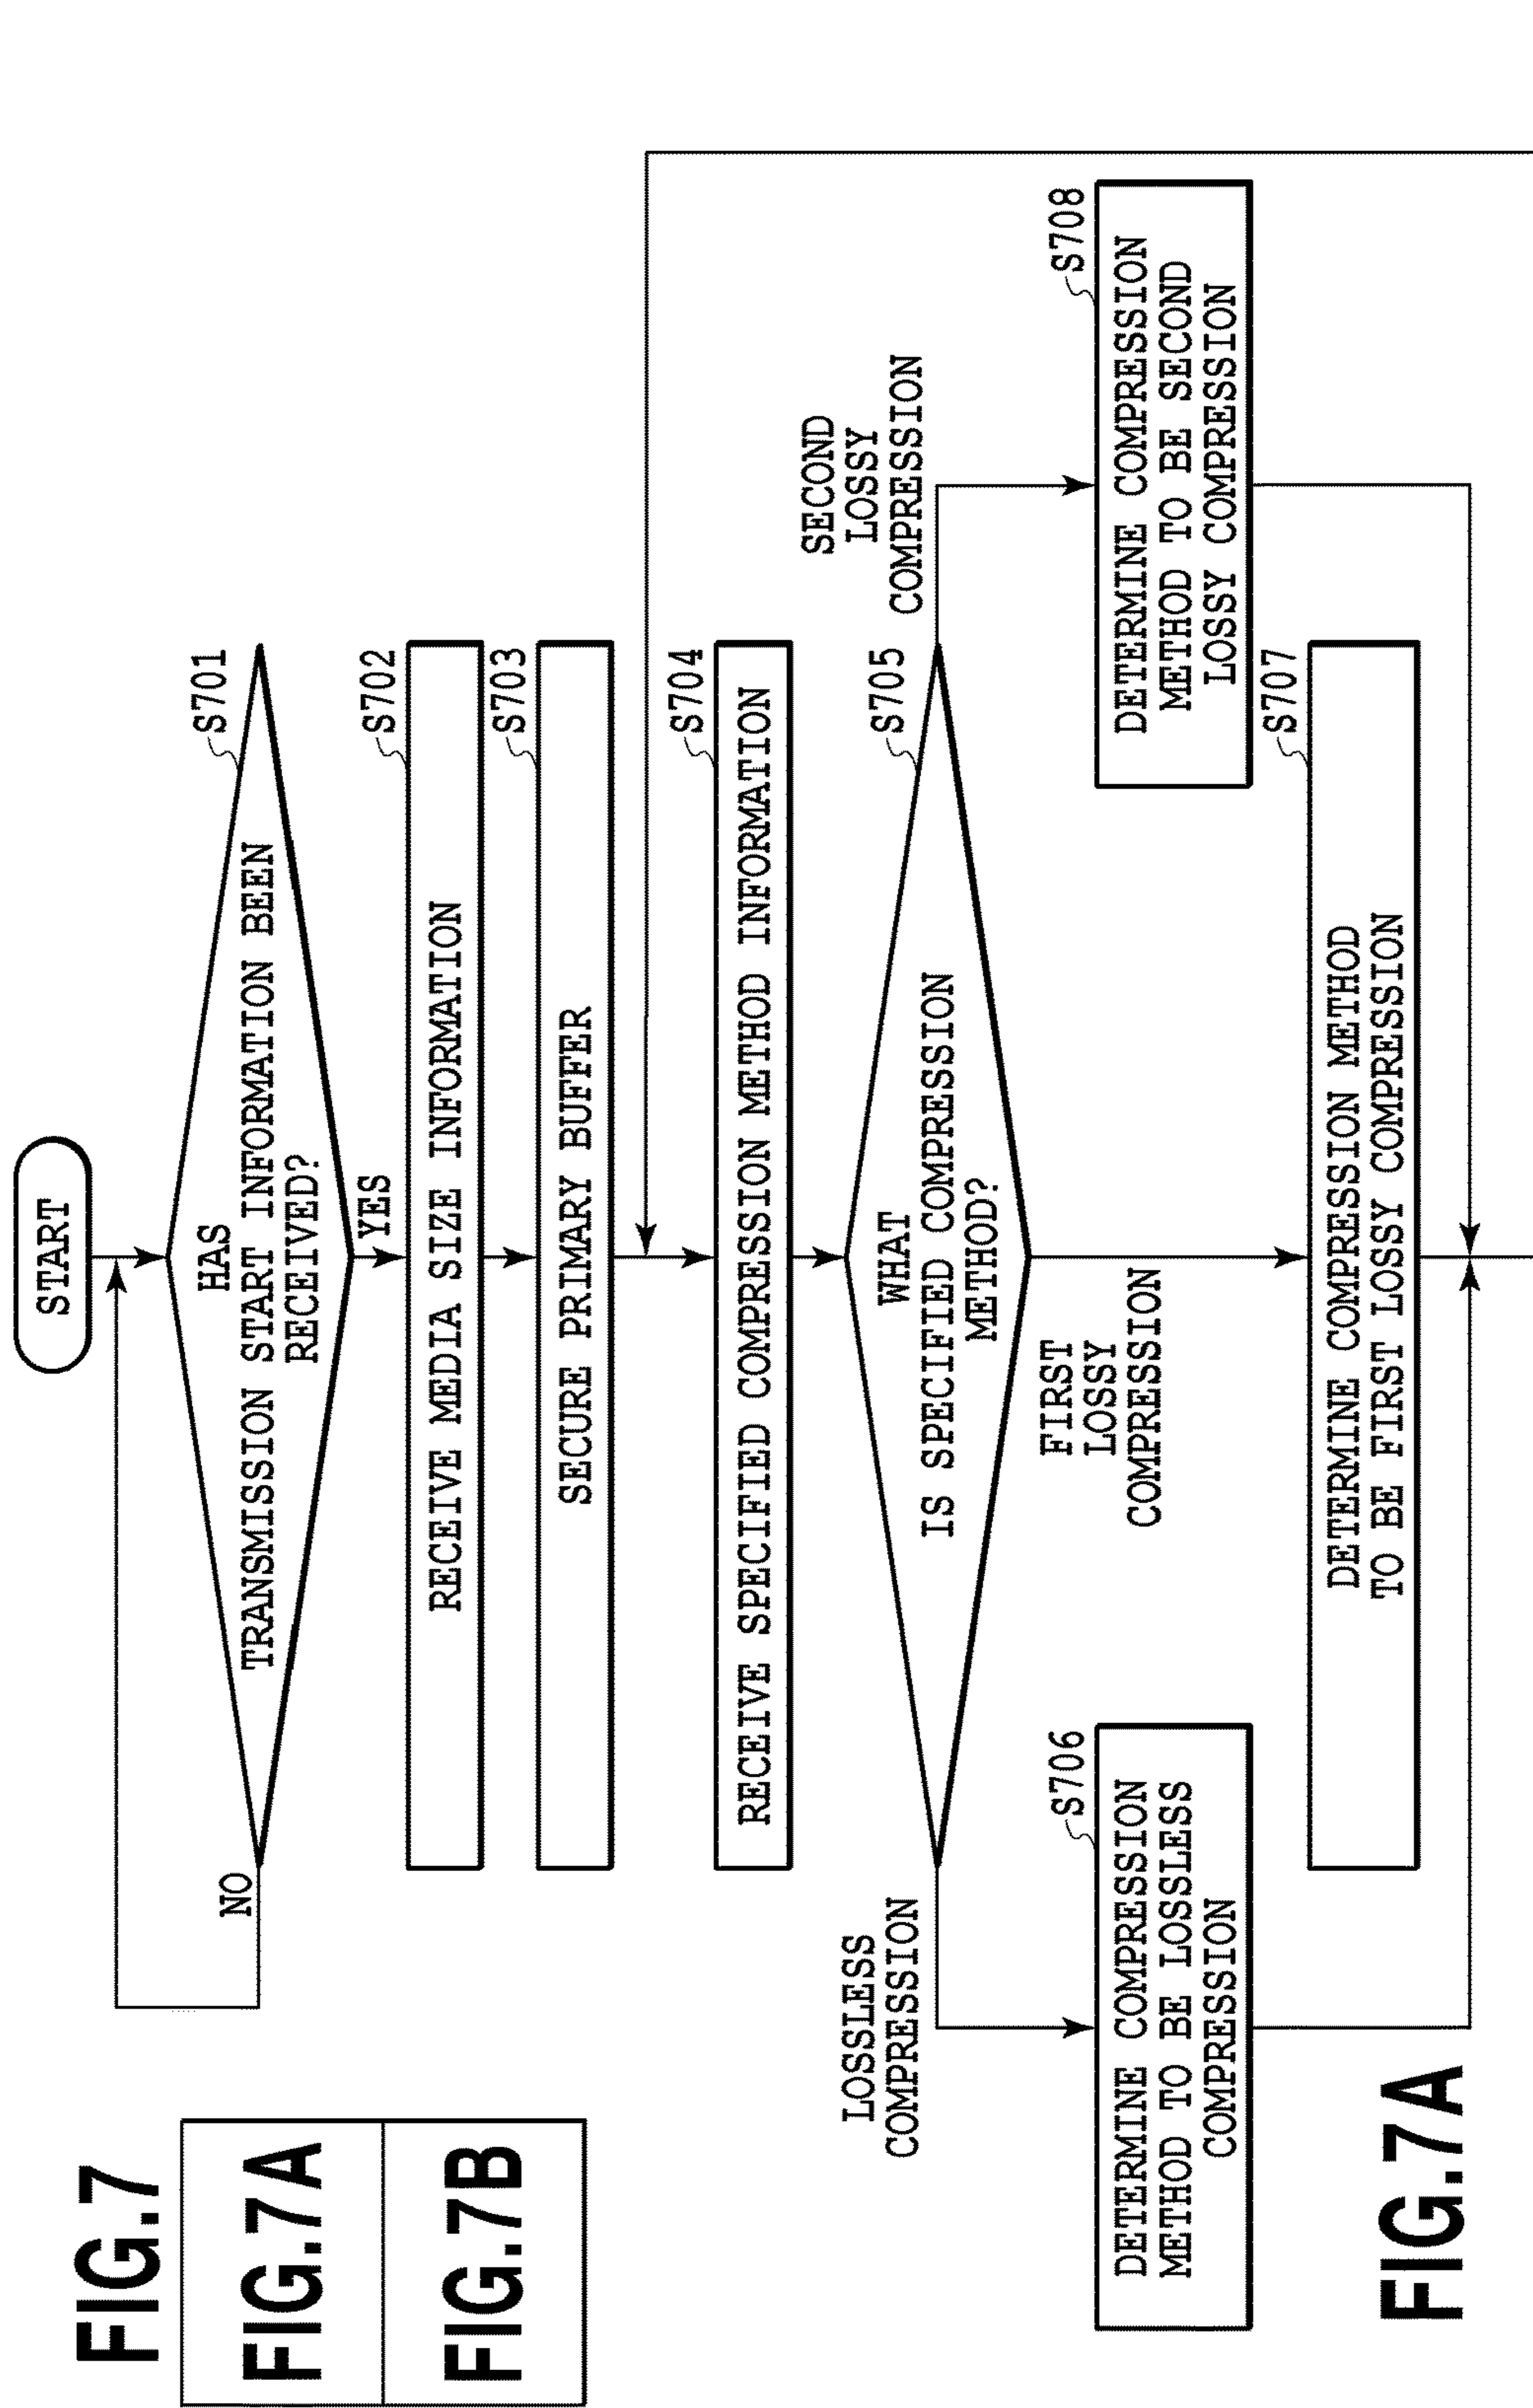 FIG.7
FIG.7A
FIG.7B
START
S701
HAS
TRANSMISSION START INFORMATION BEEN
RECEIVED?
NO
YES
S702
RECEIVE MEDIA SIZE INFORMATION
S703
SECURE PRIMARY BUFFER
S704
RECEIVE SPECIFIED COMPRESSION METHOD INFORMATION
S705
WHAT
IS SPECIFIED COMPRESSION
METHOD?
LOSSLESS
COMPRESSION
FIRST
LOSSY
COMPRESSION
SECOND
LOSSY
COMPRESSION
S706
DETERMINE COMPRESSION
METHOD TO BE LOSSLESS
COMPRESSION
S708
DETERMINE COMPRESSION
METHOD TO BE SECOND
LOSSY COMPRESSION
S707
DETERMINE COMPRESSION METHOD
TO BE FIRST LOSSY COMPRESSION
FIG.7A